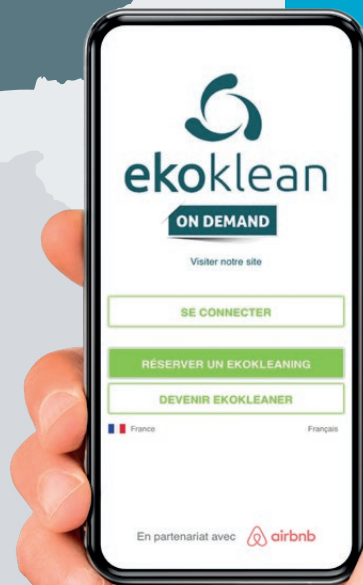 ekoklean
ON DEMAND
Visiter notre site
SE CONNECTER
RÉSERVER UN EKOKLEANING
DEVENIR EKOKLEANER
France Français
En partenariat avec airbnb